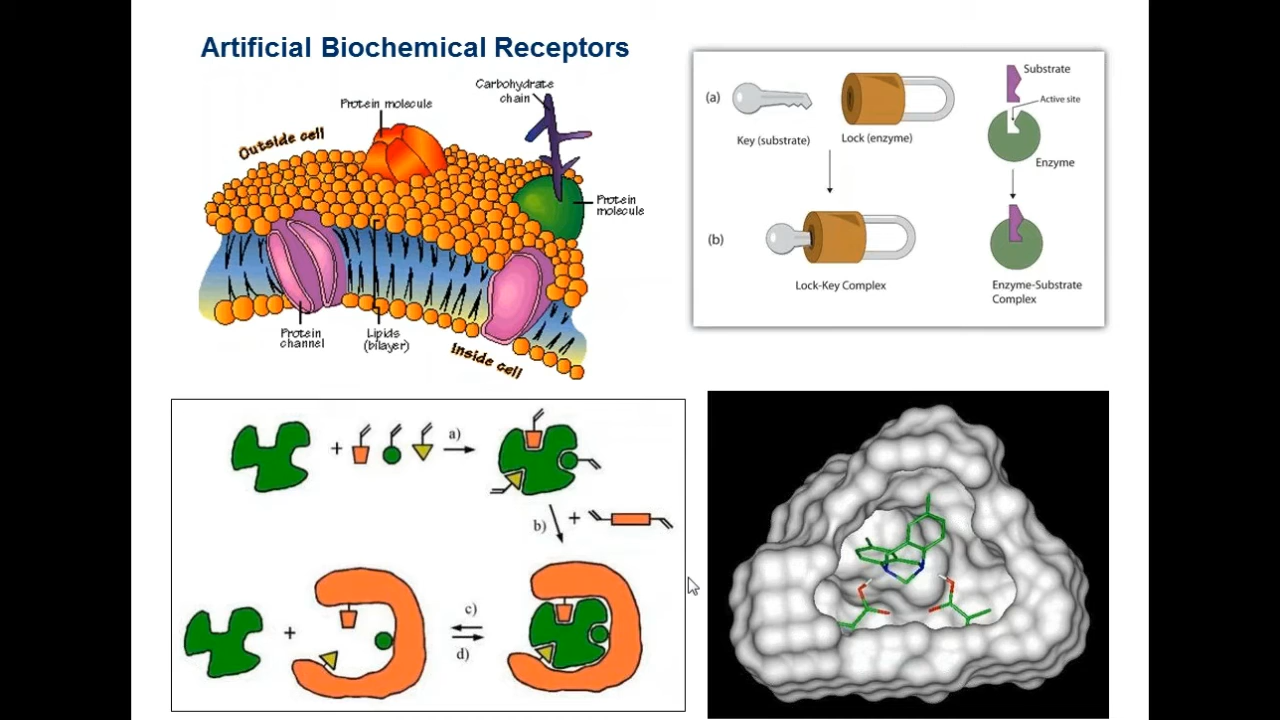 Artificial Biochemical Receptors
Carbohydrate
chain
Protein molecule
Outside cell
Protein
molecule
Protein
channel
Lipids
(bilayer)
Inside cell
(a)
Key (substrate)
Lock (enzyme)
Substrate
Active site
Enzyme
(b)
Lock-Key Complex
Enzyme-Substrate
Complex
+
a)
b)
+
+
c)
d)